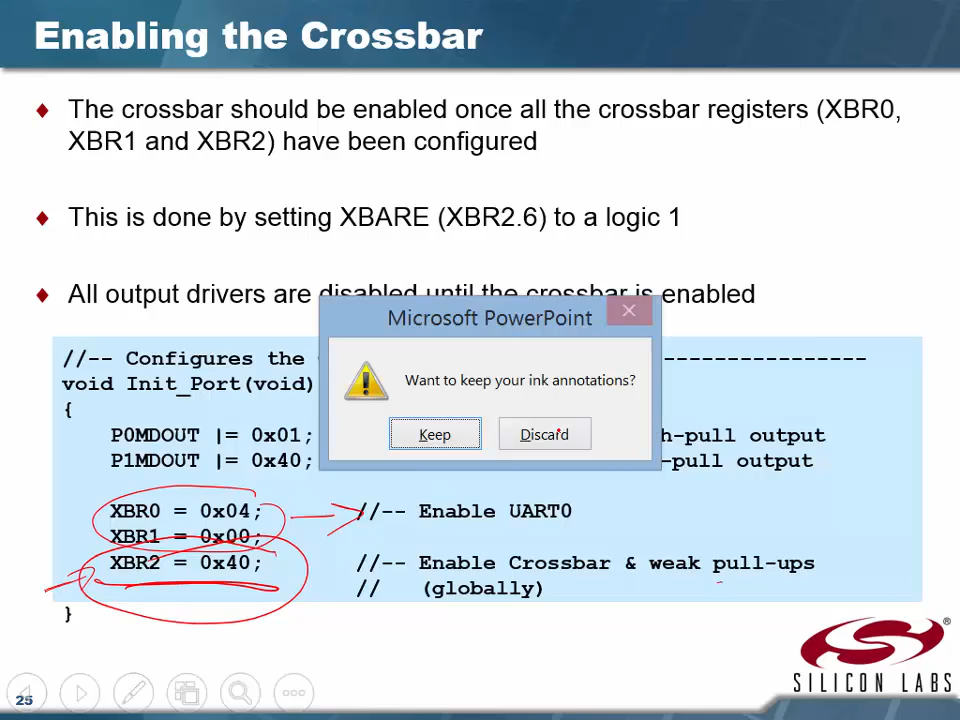 Enabling the Crossbar
♦ The crossbar should be enabled once all the crossbar registers (XBR0,
XBR1 and XBR2) have been configured
♦ This is done by setting XBARE (XBR2.6) to a logic 1
♦ All output drivers are disabled until the crossbar is enabled
Microsoft PowerPoint
Want to keep your ink annotations?
Keep Discard
//-- Configures the ----------------
void Init_Port(void)
{
P0MDOUT |= 0x01; h-pull output
P1MDOUT |= 0x40; -pull output
XBR0 = 0x04; //-- Enable UART0
XBR1 = 0x00;
XBR2 = 0x40; //-- Enable Crossbar & weak pull-ups
// (globally)
}
SILICON LABS
25